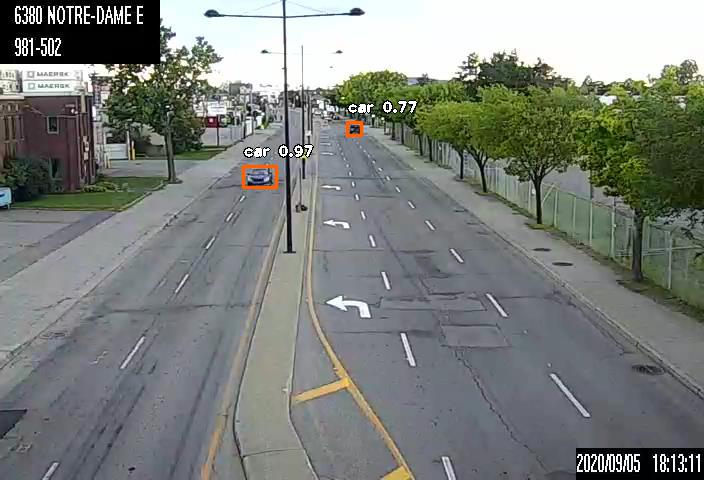 6380 NOTRE-DAME E
981-502
car 0.77
car 0.97
MAERSK
MAERSK
2020/09/05 18:13:11